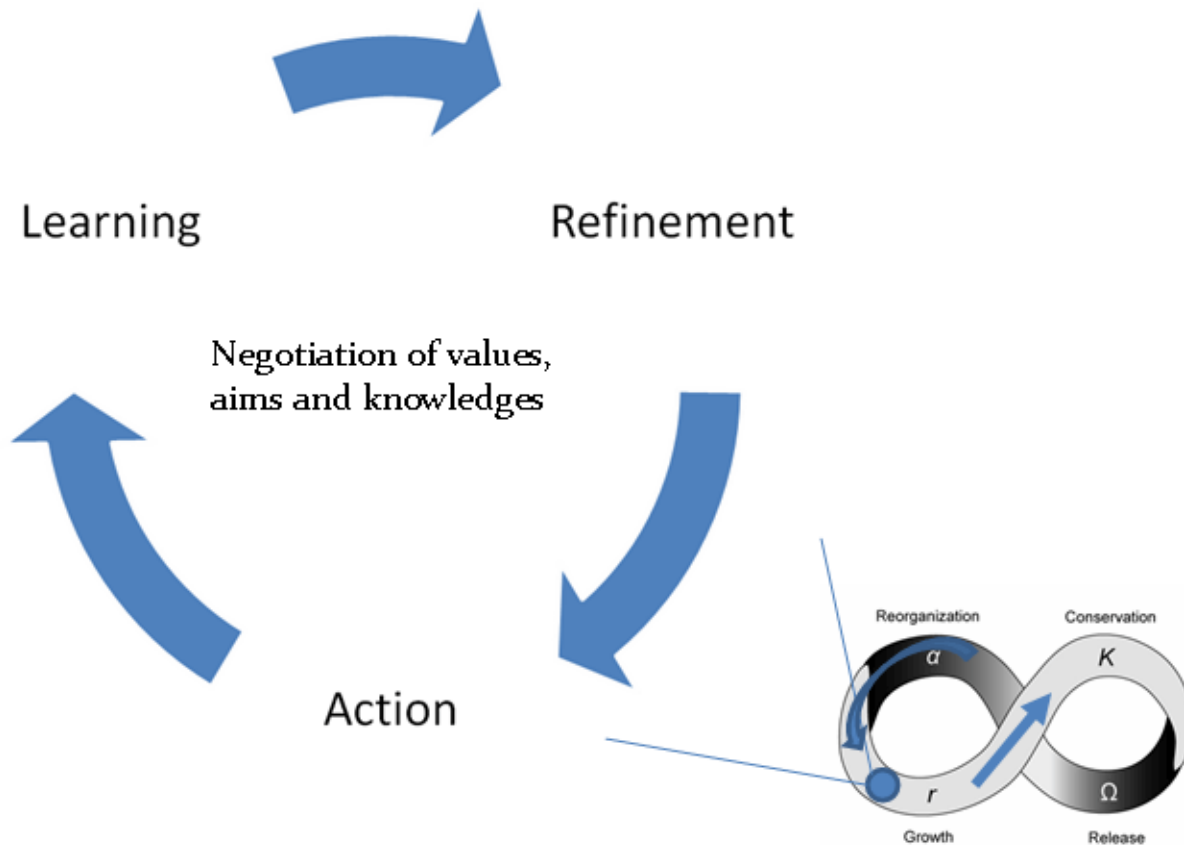 Learning
Refinement
Negotiation of values,
aims and knowledges
Action
Reorganization
Conservation
α
K
r
Ω
Growth
Release